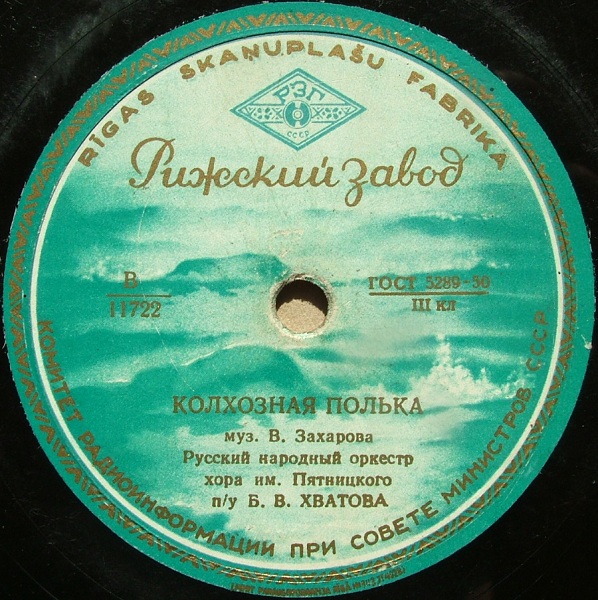 RĪGAS SKAŅUPLAŠU FABRIKA
РЗГ
СССР
Рижский завод
В
11722
ГОСТ 5289-50
III кл
КОЛХОЗНАЯ ПОЛЬКА
муз. В. Захарова
Русский народный оркестр
хора им. Пятницкого
п/у Б. В. ХВАТОВА
КОМИТЕТ РАДИОИНФОРМАЦИИ ПРИ СОВЕТЕ МИНИСТРОВ СССР